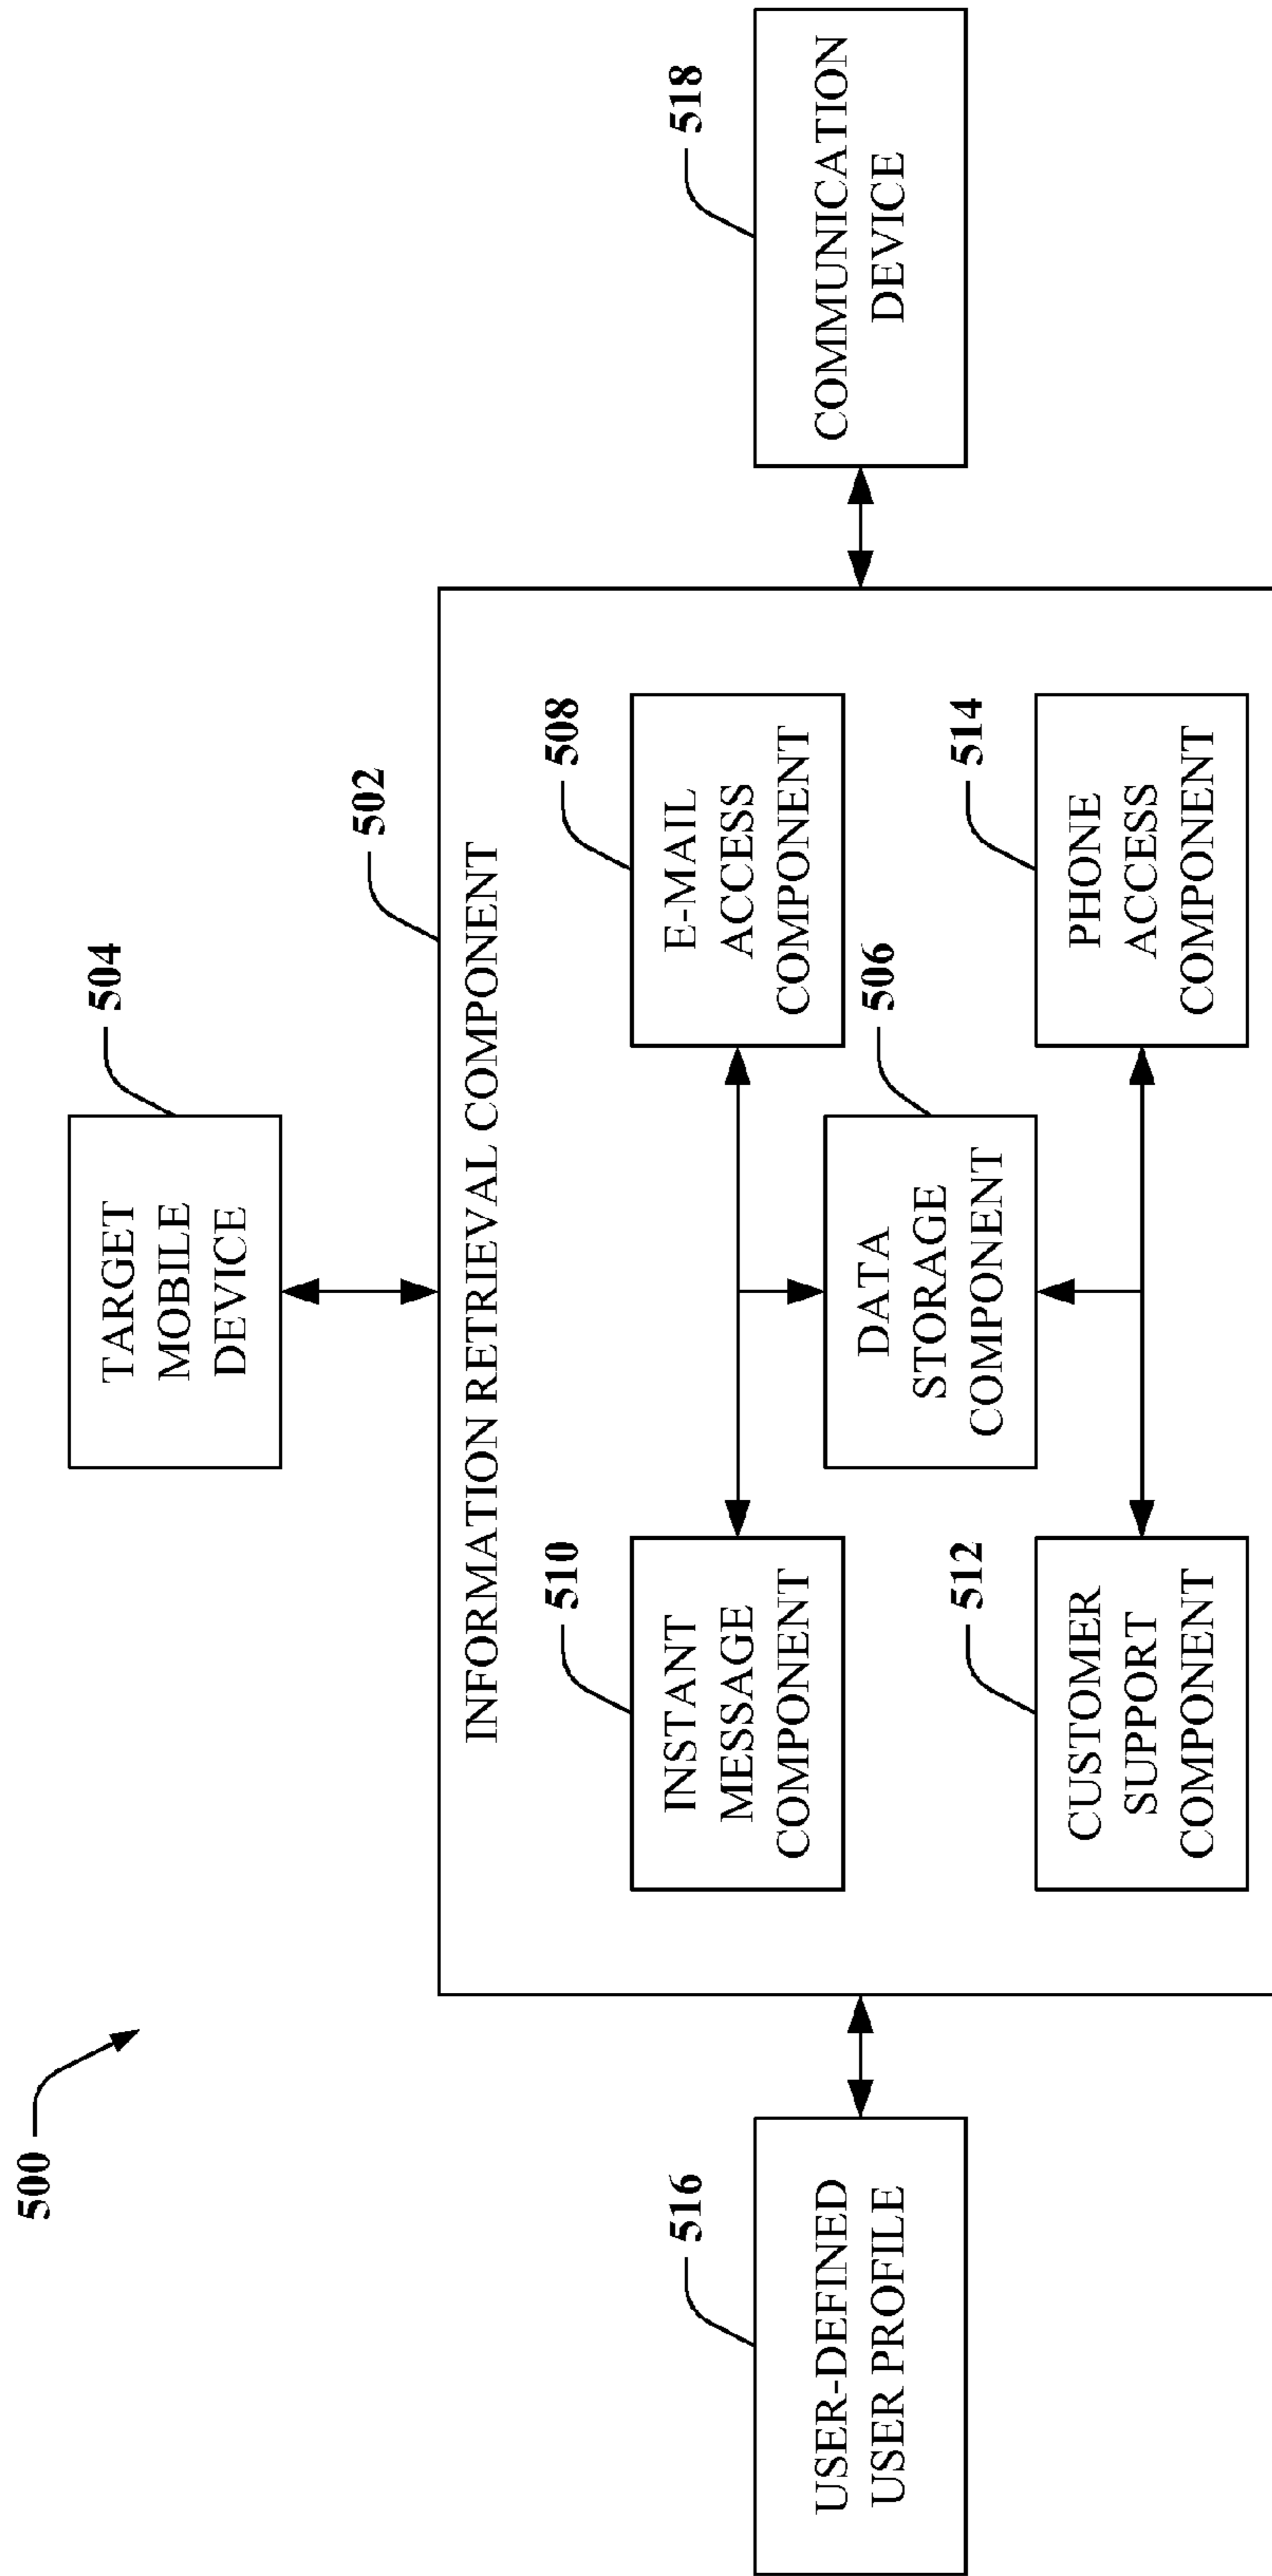 500
504
TARGET
MOBILE
DEVICE
502
INFORMATION RETRIEVAL COMPONENT
516
USER-DEFINED
USER PROFILE
510
INSTANT
MESSAGE
COMPONENT
508
E-MAIL
ACCESS
COMPONENT
506
DATA
STORAGE
COMPONENT
512
CUSTOMER
SUPPORT
COMPONENT
514
PHONE
ACCESS
COMPONENT
518
COMMUNICATION
DEVICE